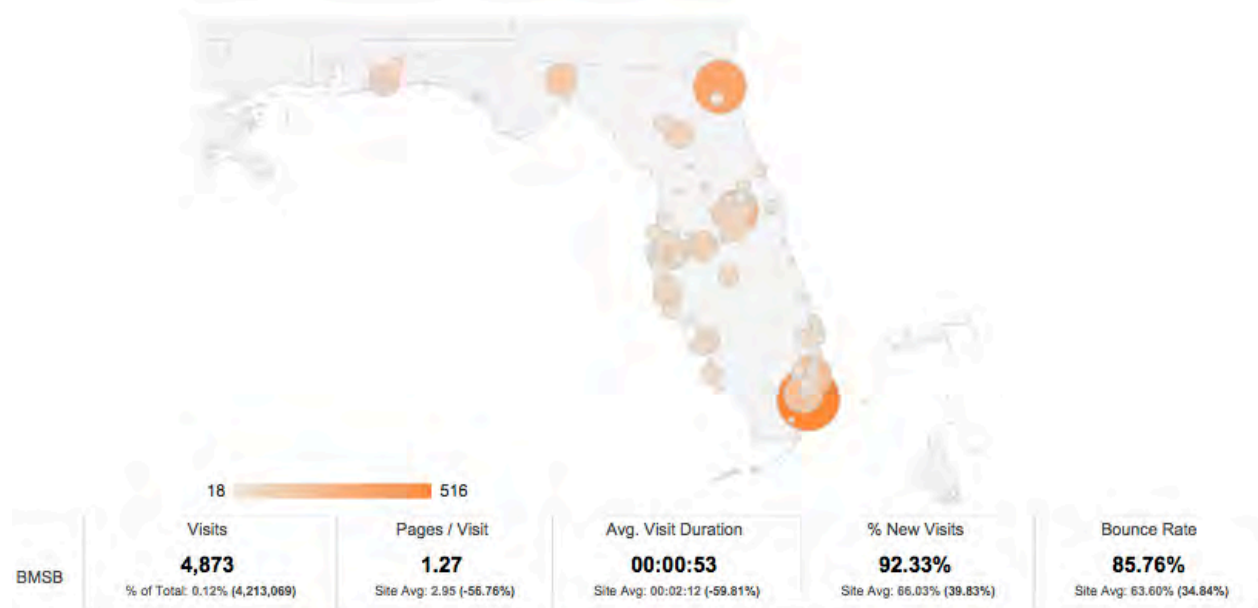 18 516
Visits Pages / Visit Avg. Visit Duration % New Visits Bounce Rate
BMSB 4,873 1.27 00:00:53 92.33% 85.76%
% of Total: 0.12% (4,213,069) Site Avg: 2.95 (-56.76%) Site Avg: 00:02:12 (-59.81%) Site Avg: 66.03% (39.83%) Site Avg: 63.60% (34.84%)